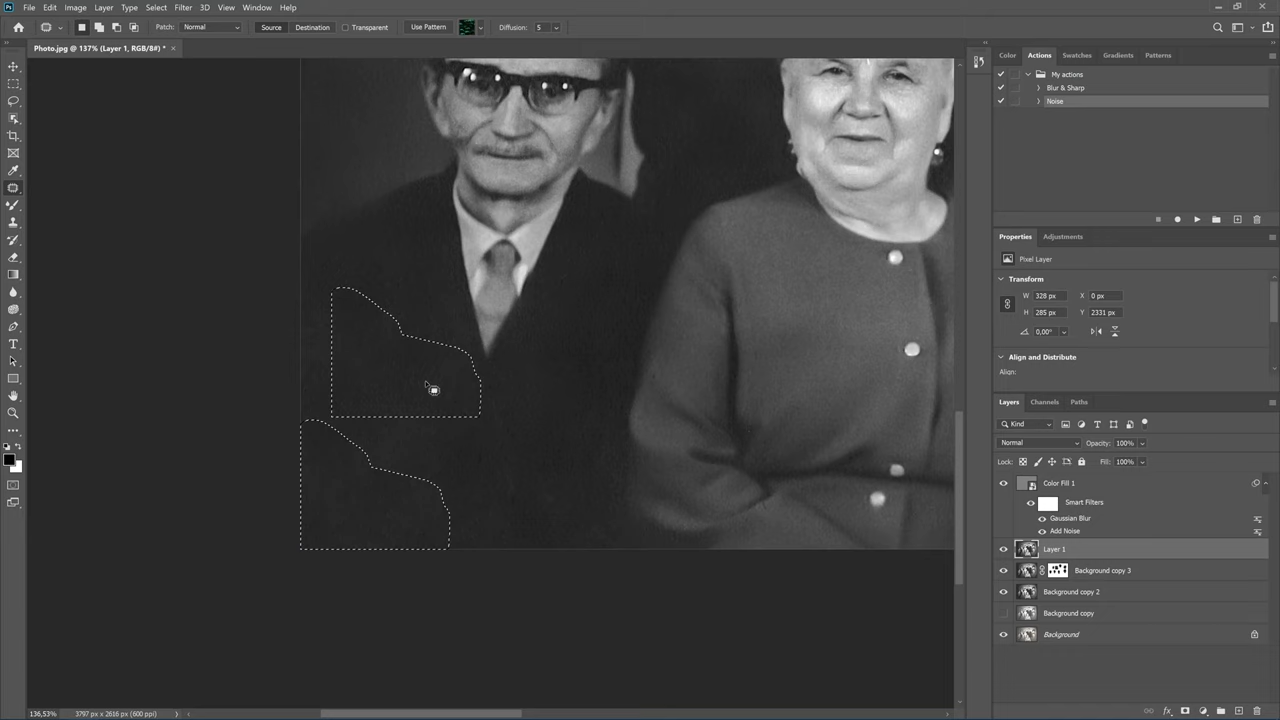 File Edit Image Layer Type Select Filter 3D View Window Help
Patch: Normal Source Destination Transparent Use Pattern Diffusion: 5
Photo.jpg @ 137% (Layer 1, RGB/8#) * ×
Color Actions Swatches Gradients Patterns
My actions
Blur & Sharp
Noise
Properties Adjustments
Pixel Layer
Transform
W 328 px X 0 px
H 285 px Y 2331 px
0,00°
Align and Distribute
Align:
Layers Channels Paths
Kind
Normal Opacity: 100%
Lock: Fill: 100%
Color Fill 1
Smart Filters
Gaussian Blur
Add Noise
Layer 1
Background copy 3
Background copy 2
Background copy
Background
136,53% 3797 px x 2616 px (600 ppi)